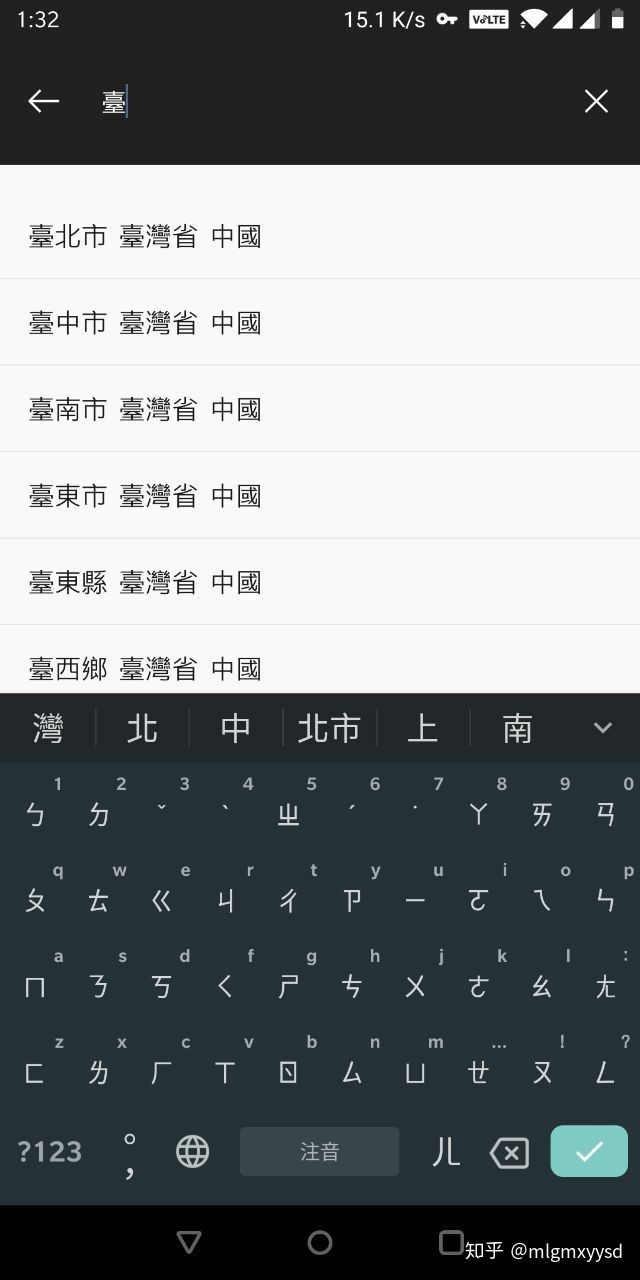 1:32 15.1 K/s VoLTE
臺
臺北市 臺灣省 中國
臺中市 臺灣省 中國
臺南市 臺灣省 中國
臺東市 臺灣省 中國
臺東縣 臺灣省 中國
臺西鄉 臺灣省 中國
灣 北 中 北市 上 南
1 2 3 4 5 6 7 8 9 0
ㄅ ㄉ ˇ ˋ ㄓ ˊ ˙ ㄚ ㄞ ㄢ
q w e r t y u i o p
ㄆ ㄊ ㄍ ㄐ ㄔ ㄗ ㄧ ㄛ ㄟ ㄣ
a s d f g h j k l :
ㄇ ㄋ ㄎ ㄑ ㄕ ㄘ ㄨ ㄜ ㄠ ㄤ
z x c v b n m ... ! ?
ㄈ ㄌ ㄏ ㄒ ㄖ ㄙ ㄩ ㄝ ㄡ ㄥ
?123 ° , 注音 ㄦ
知乎 @mlgmxyysd